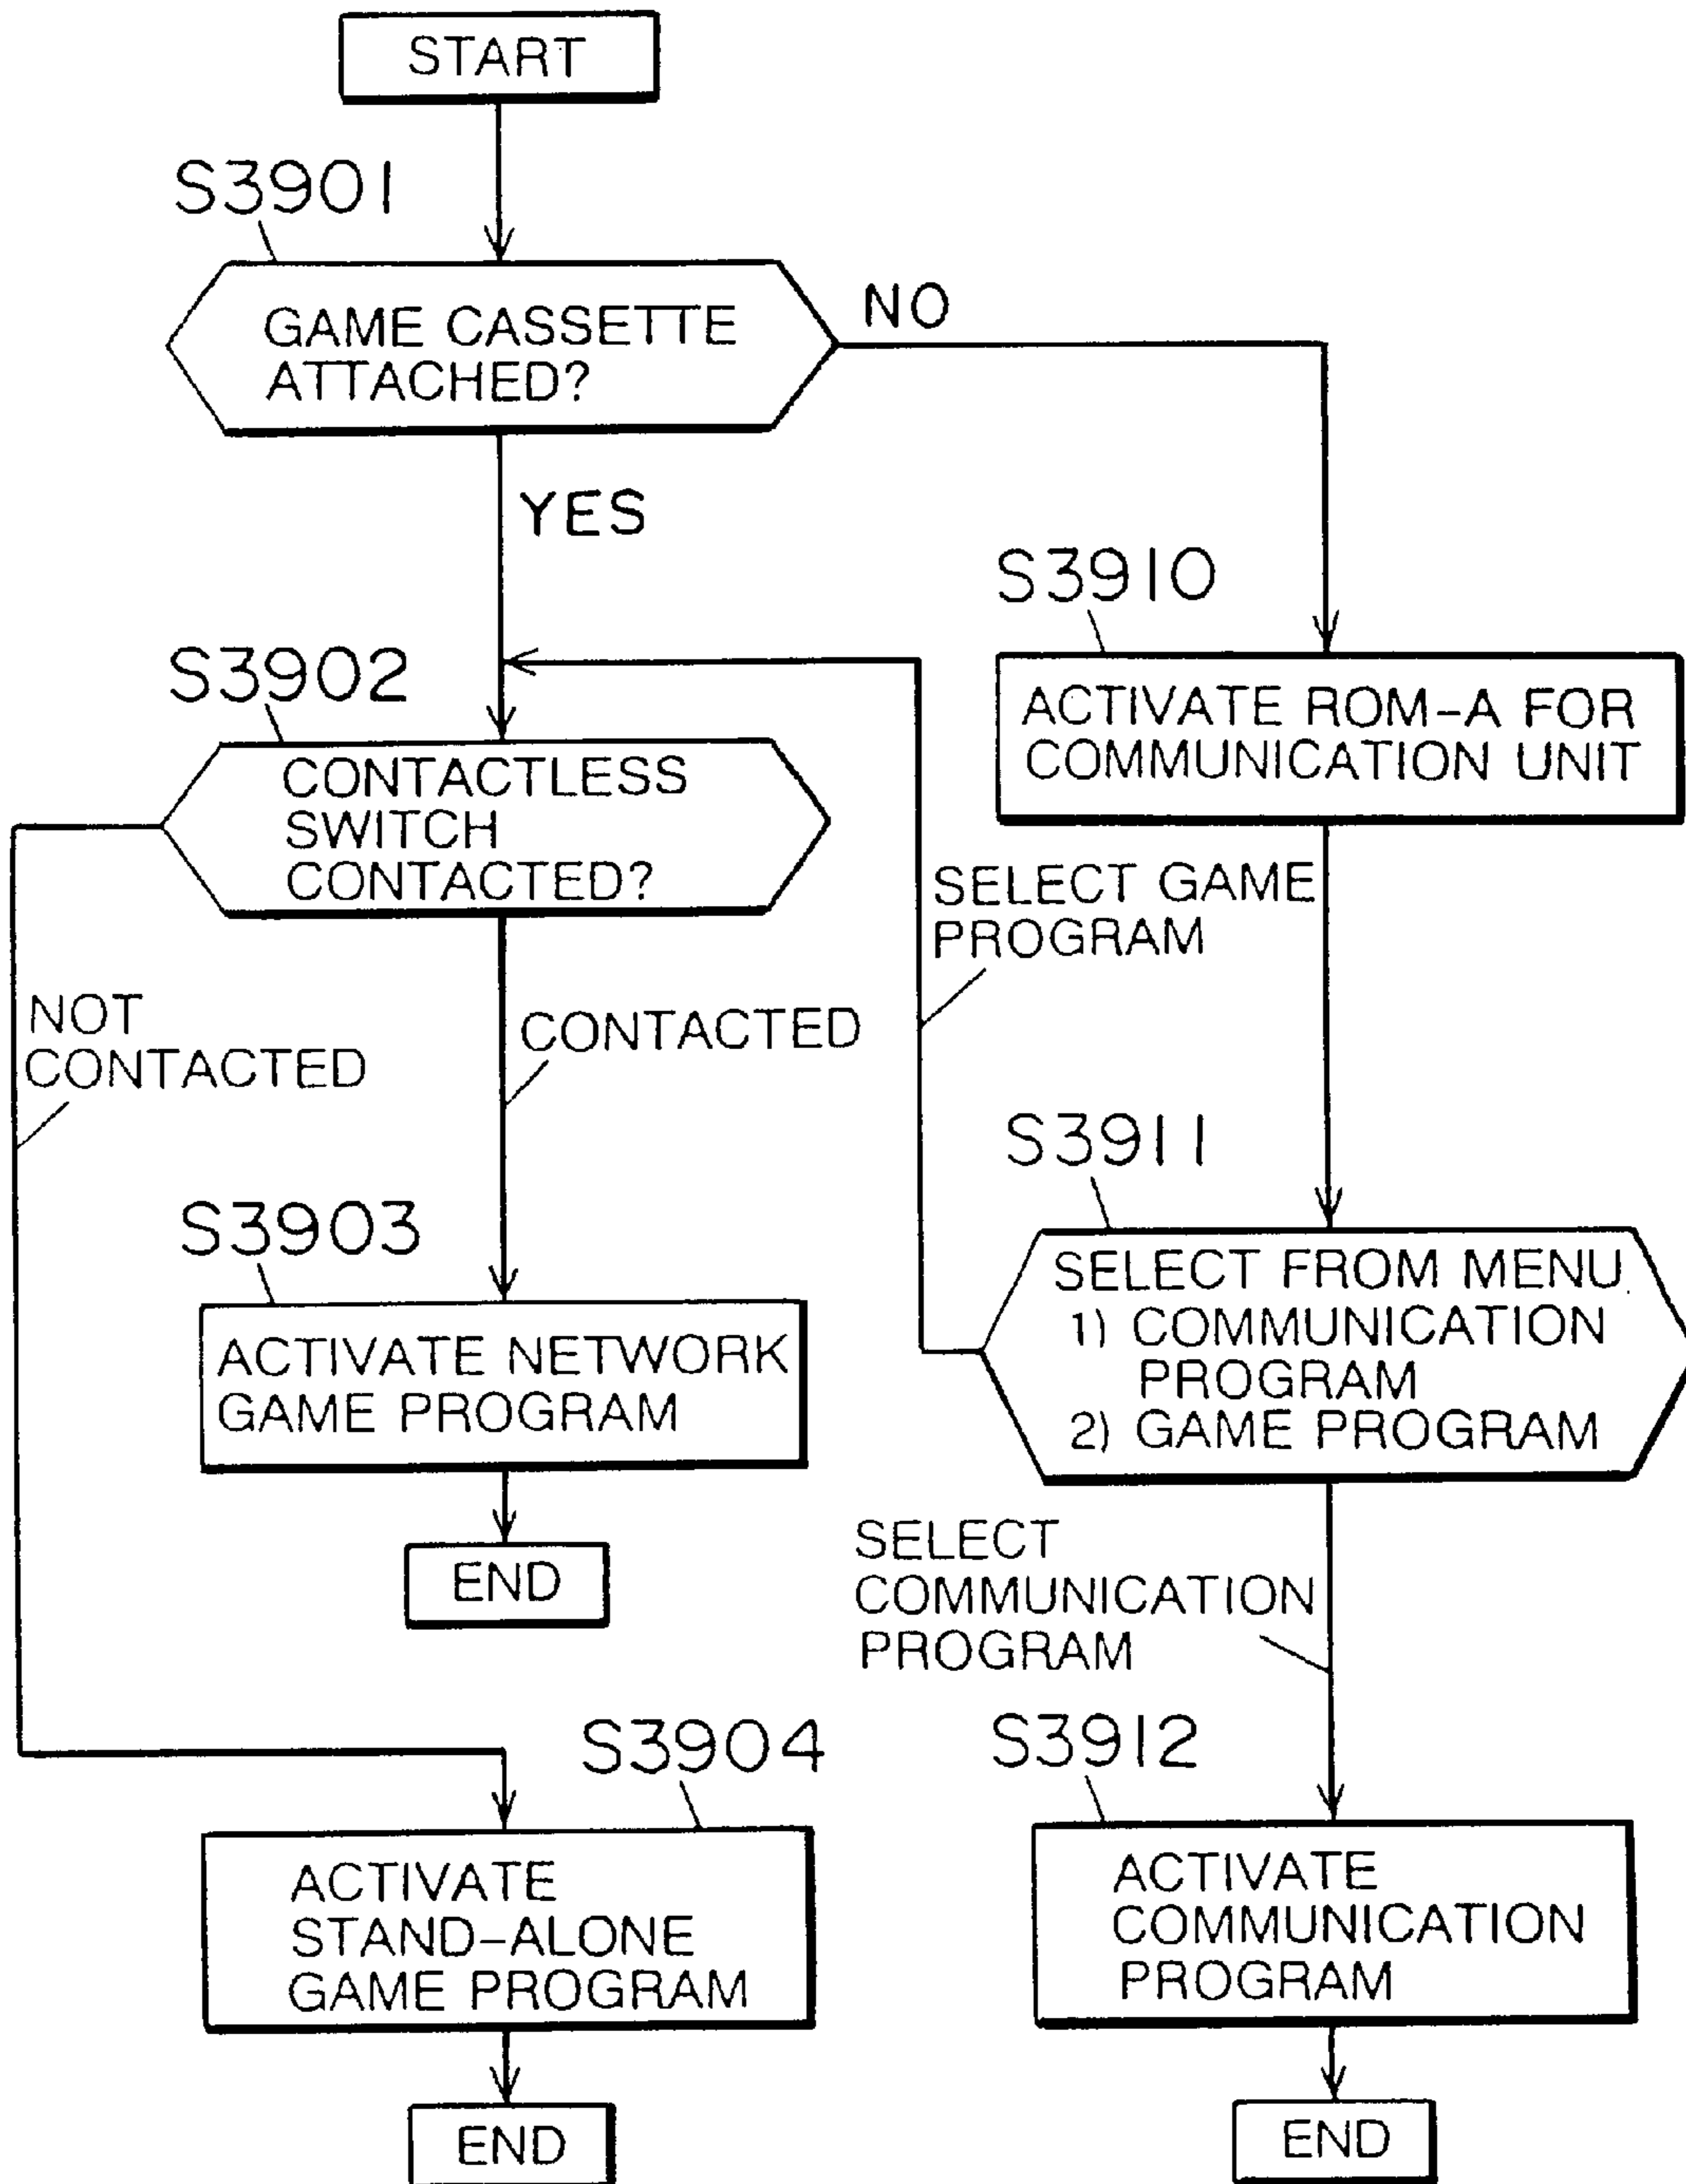 START
S3901
GAME CASSETTE
ATTACHED?
NO
YES
S3910
S3902
ACTIVATE ROM-A FOR
COMMUNICATION UNIT
CONTACTLESS
SWITCH
CONTACTED?
SELECT GAME
PROGRAM
NOT
CONTACTED
CONTACTED
S3911
S3903
SELECT FROM MENU
1) COMMUNICATION
PROGRAM
2) GAME PROGRAM
ACTIVATE NETWORK
GAME PROGRAM
END
SELECT
COMMUNICATION
PROGRAM
S3904
S3912
ACTIVATE
STAND-ALONE
GAME PROGRAM
ACTIVATE
COMMUNICATION
PROGRAM
END
END